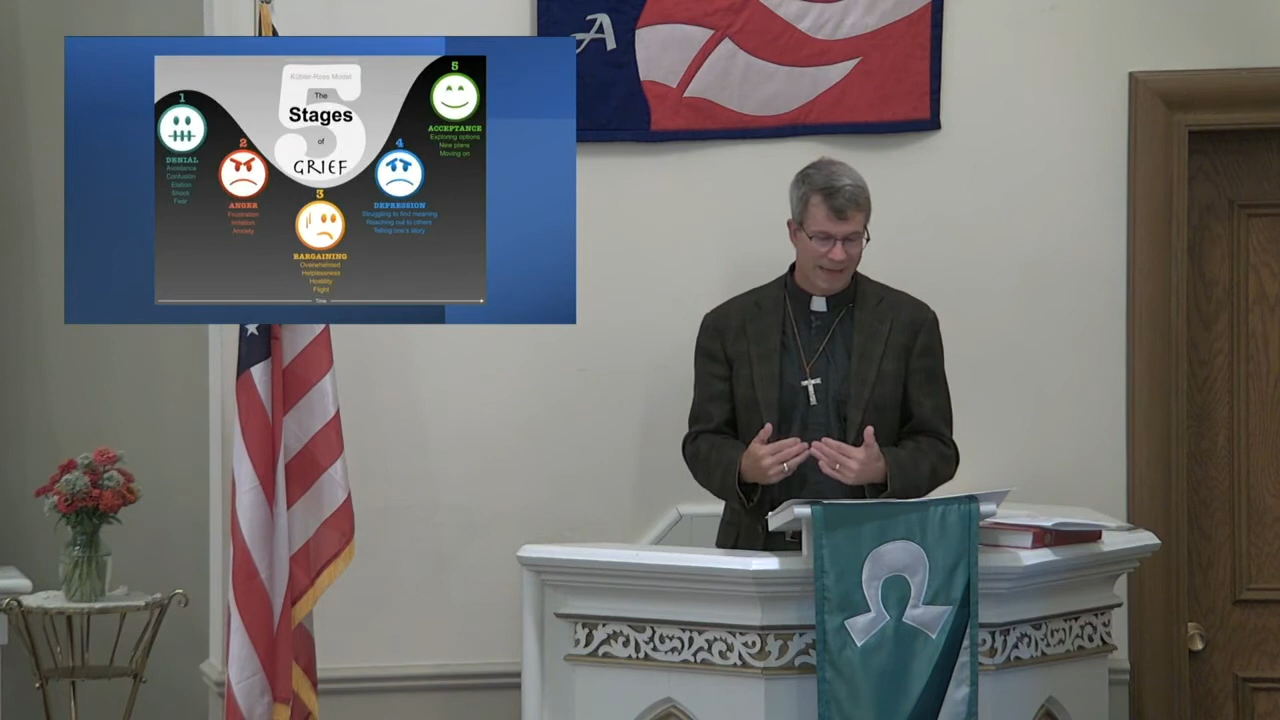 A
Kübler-Ross Model
5
The
Stages
of
GRIEF
1
DENIAL
Avoidance
Confusion
Elation
Shock
Fear
2
ANGER
Frustration
Irritation
Anxiety
3
BARGAINING
Overwhelmed
Helplessness
Hostility
Flight
4
DEPRESSION
Struggling to find meaning
Reaching out to others
Telling one's story
5
ACCEPTANCE
Exploring options
New plans
Moving on
Time
Ω